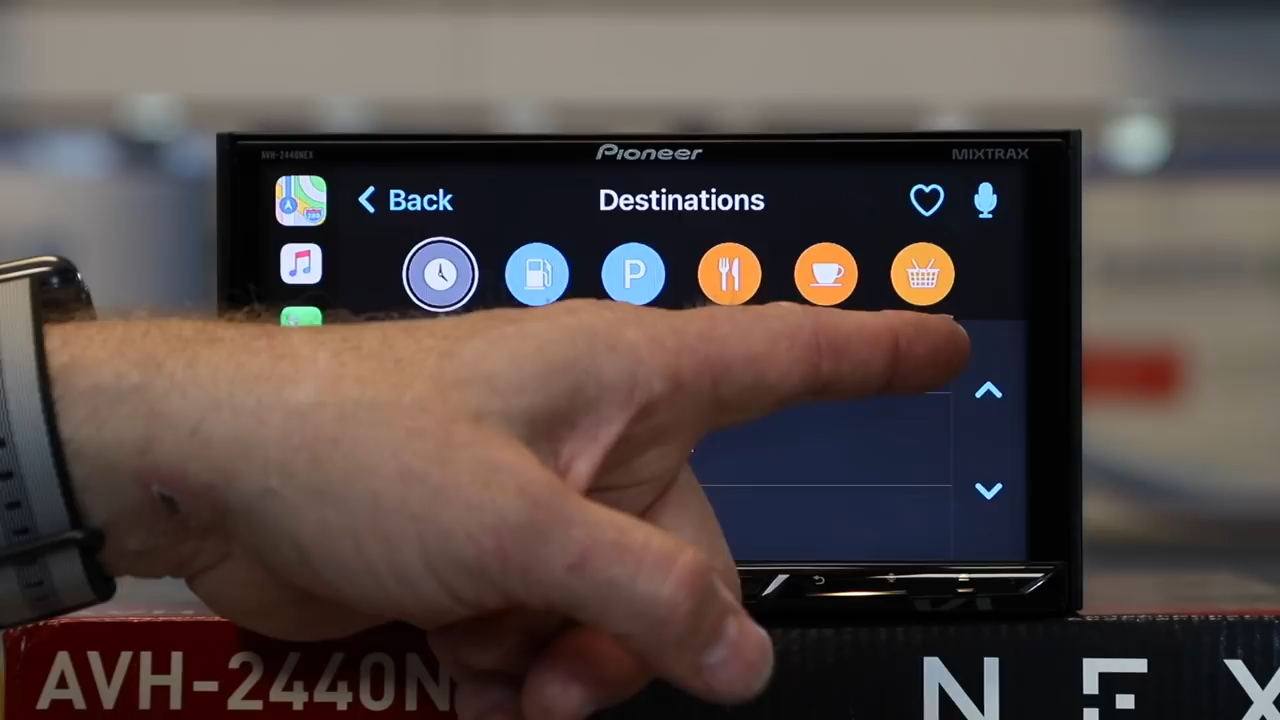 AVH-2440NEX
Pioneer
MIXTRAX
Back
Destinations
P
AVH-2440N
NEX